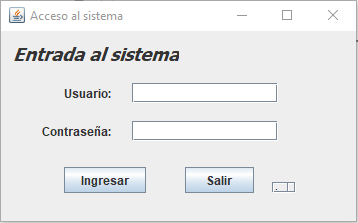 Acceso al sistema
Entrada al sistema
Usuario:
Contraseña:
Ingresar
Salir